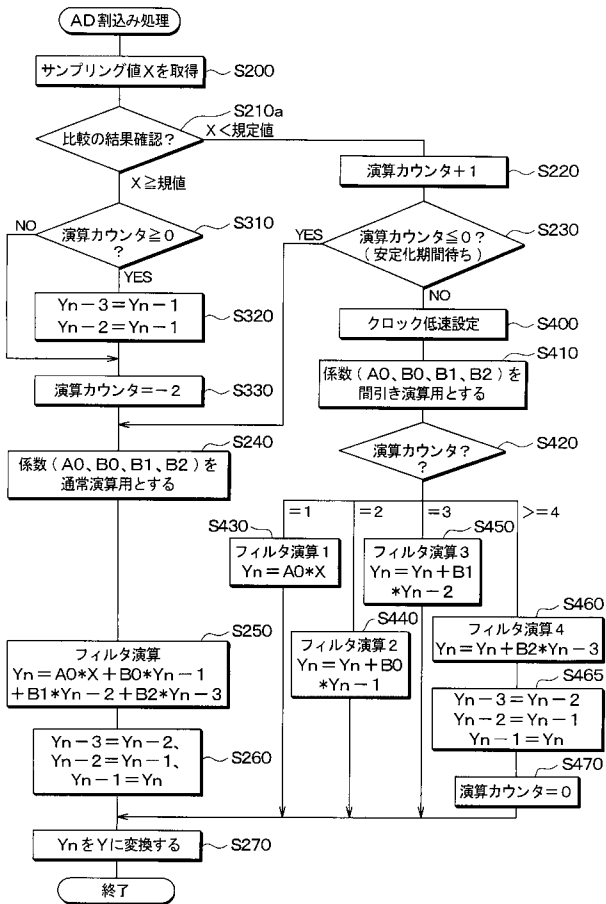 AD割込み処理
サンプリング値Xを取得
S200
S210a
比較の結果確認？
X＜規定値
X≧規値
演算カウンタ＋1
S220
NO
演算カウンタ≧0
？
S310
YES
YES
演算カウンタ≦0？
(安定化期間待ち)
S230
NO
Yn－3＝Yn－1
Yn－2＝Yn－1
S320
クロック低速設定
S400
S410
係数(A0、B0、B1、B2)を
間引き演算用とする
演算カウンタ＝－2
S330
S240
係数(A0、B0、B1、B2)を
通常演算用とする
演算カウンタ？
？
S420
＝1
＝2
＝3
＞＝4
S430
フィルタ演算1
Yn＝A0*X
S450
フィルタ演算3
Yn＝Yn＋B1
*Yn－2
S440
フィルタ演算2
Yn＝Yn＋B0
*Yn－1
S460
フィルタ演算4
Yn＝Yn＋B2*Yn－3
S250
フィルタ演算
Yn＝A0*X＋B0*Yn－1
＋B1*Yn－2＋B2*Yn－3
S465
Yn－3＝Yn－2
Yn－2＝Yn－1
Yn－1＝Yn
Yn－3＝Yn－2、
Yn－2＝Yn－1、
Yn－1＝Yn
S260
S470
演算カウンタ＝0
YnをYに変換する
S270
終了